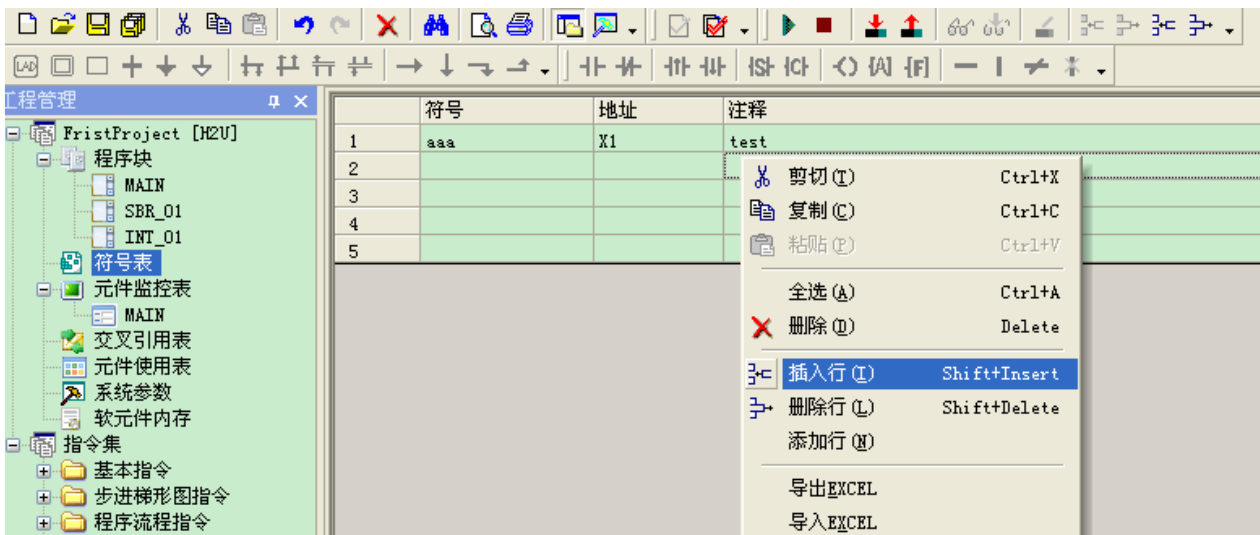 LAD
S
C
A
F
工程管理
FristProject [H2U]
程序块
MAIN
SBR_01
INT_01
符号表
元件监控表
MAIN
交叉引用表
元件使用表
系统参数
软元件内存
指令集
基本指令
步进梯形图指令
程序流程指令
符号 地址 注释
1 aaa X1 test
2
3
4
5
剪切(T) Ctrl+X
复制(C) Ctrl+C
粘贴(P) Ctrl+V
全选(A) Ctrl+A
删除(D) Delete
插入行(I) Shift+Insert
删除行(L) Shift+Delete
添加行(N)
导出EXCEL
导入EXCEL